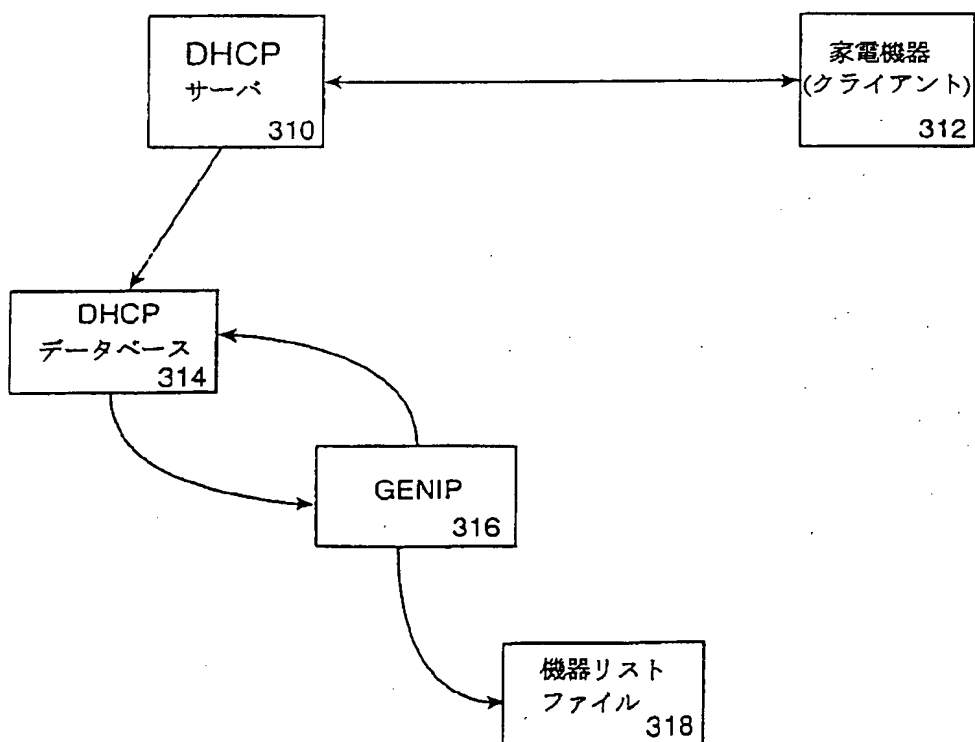 DHCP
サーバ
310
家電機器
(クライアント)
312
DHCP
データベース
314
GENIP
316
機器リスト
ファイル
318